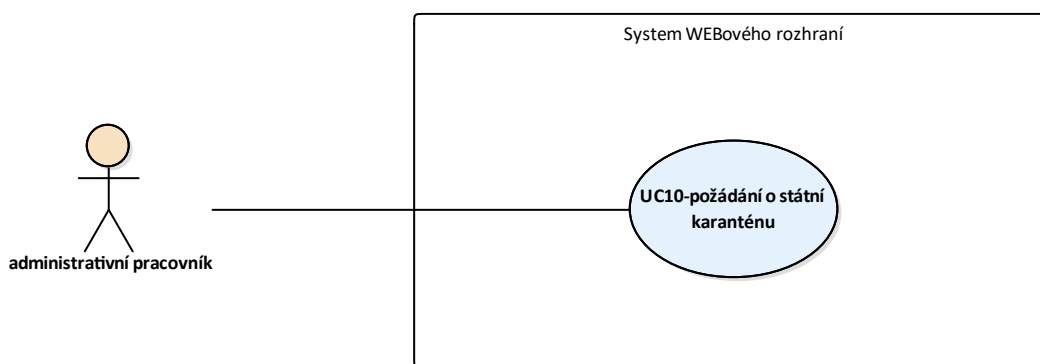 System WEBového rozhraní
UC10-požádání o státní
karanténu
administrativní pracovník